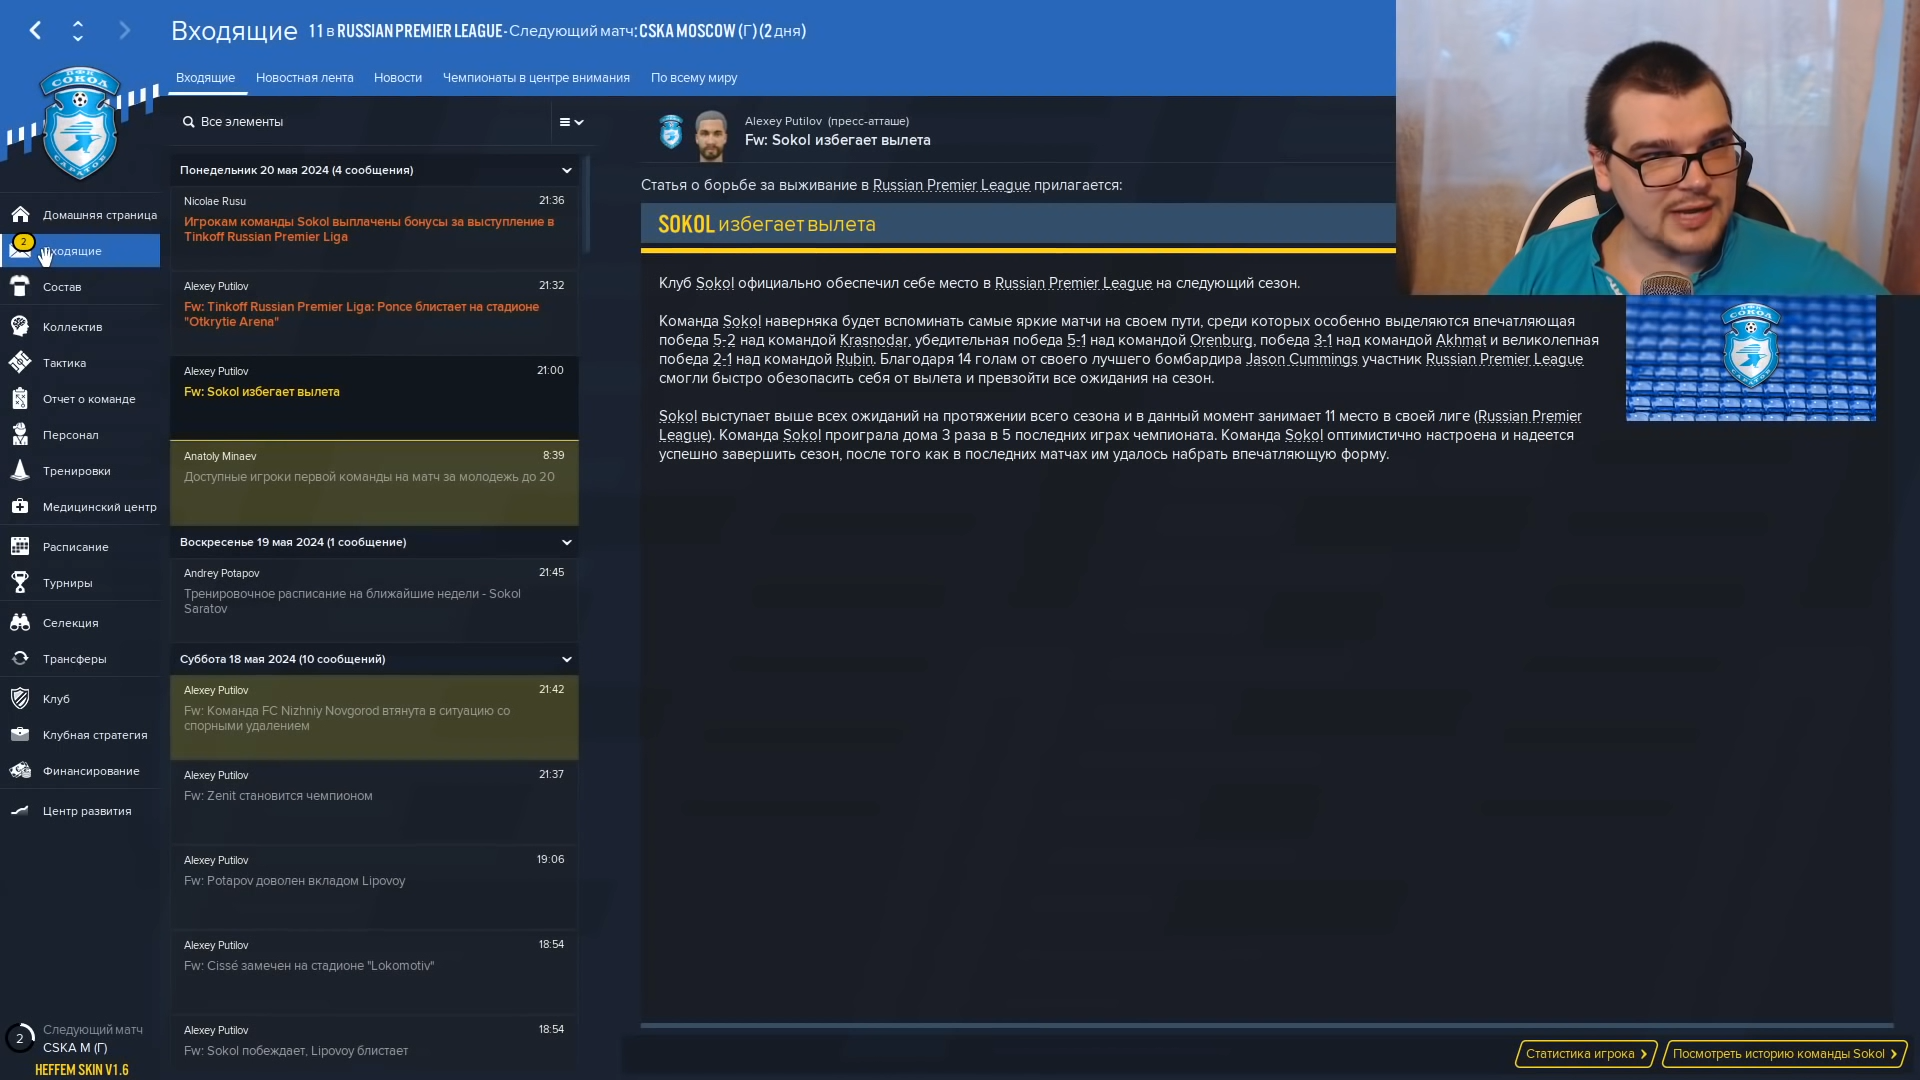 Входящие
11 в RUSSIAN PREMIER LEAGUE - Следующий матч: CSKA MOSCOW (Г) (2 дня)
Входящие
Новостная лента
Новости
Чемпионаты в центре внимания
По всему миру
ПФК
СОКОЛ
САРАТОВ
Домашняя страница
2
Входящие
Состав
Коллектив
Тактика
Отчет о команде
Персонал
Тренировки
Медицинский центр
Расписание
Турниры
Селекция
Трансферы
Клуб
Клубная стратегия
Финансирование
Центр развития
2
Следующий матч
CSKA M (Г)
HEFFEM SKIN V1.6
Все элементы
Понедельник 20 мая 2024 (4 сообщения)
Nicolae Rusu
21:36
Игрокам команды Sokol выплачены бонусы за выступление в
Tinkoff Russian Premier Liga
Alexey Putilov
21:32
Fw: Tinkoff Russian Premier Liga: Ponce блистает на стадионе
"Otkrytie Arena"
Alexey Putilov
21:00
Fw: Sokol избегает вылета
Anatoly Minaev
8:39
Доступные игроки первой команды на матч за молодежь до 20
Воскресенье 19 мая 2024 (1 сообщение)
Andrey Potapov
21:45
Тренировочное расписание на ближайшие недели - Sokol
Saratov
Суббота 18 мая 2024 (10 сообщений)
Alexey Putilov
21:42
Fw: Команда FC Nizhniy Novgorod втянута в ситуацию со
спорными удалением
Alexey Putilov
21:37
Fw: Zenit становится чемпионом
Alexey Putilov
19:06
Fw: Potapov доволен вкладом Lipovoy
Alexey Putilov
18:54
Fw: Cissé замечен на стадионе "Lokomotiv"
Alexey Putilov
18:54
Fw: Sokol побеждает, Lipovoy блистает
Alexey Putilov (пресс-атташе)
Fw: Sokol избегает вылета
Статья о борьбе за выживание в Russian Premier League прилагается:
SOKOL избегает вылета
Клуб Sokol официально обеспечил себе место в Russian Premier League на следующий сезон.
Команда Sokol наверняка будет вспоминать самые яркие матчи на своем пути, среди которых особенно выделяются впечатляющая
победа 5-2 над командой Krasnodar, убедительная победа 5-1 над командой Orenburg, победа 3-1 над командой Akhmat и великолепная
победа 2-1 над командой Rubin. Благодаря 14 голам от своего лучшего бомбардира Jason Cummings участник Russian Premier League
смогли быстро обезопасить себя от вылета и превзойти все ожидания на сезон.
Sokol выступает выше всех ожиданий на протяжении всего сезона и в данный момент занимает 11 место в своей лиге (Russian Premier
League). Команда Sokol проиграла дома 3 раза в 5 последних играх чемпионата. Команда Sokol оптимистично настроена и надеется
успешно завершить сезон, после того как в последних матчах им удалось набрать впечатляющую форму.
Статистика игрока
Посмотреть историю команды Sokol